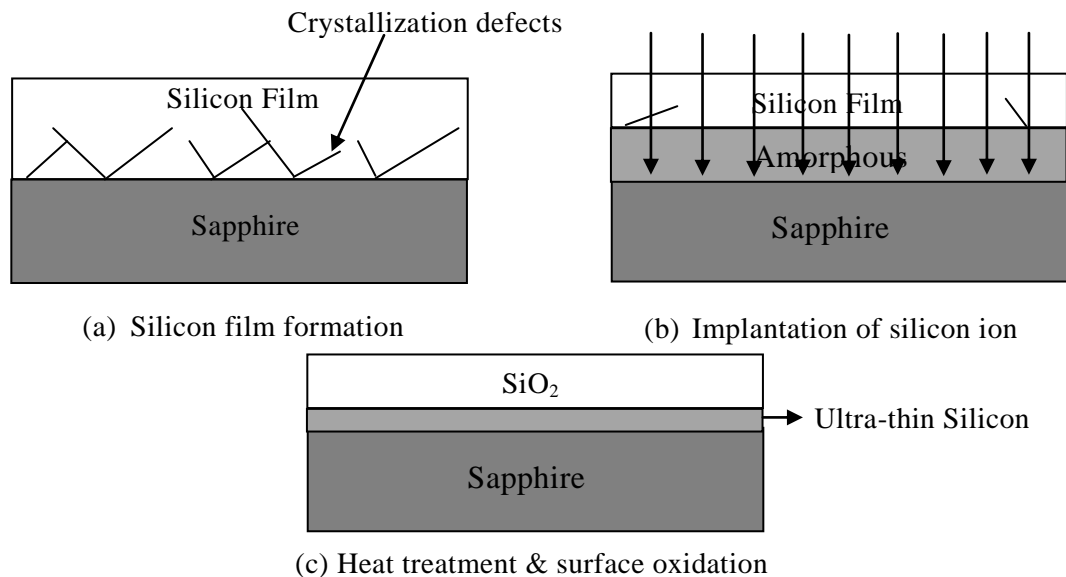 Crystallization defects
Silicon Film
Sapphire
(a) Silicon film formation
Silicon Film
Amorphous
Sapphire
(b) Implantation of silicon ion
SiO₂
Ultra-thin Silicon
Sapphire
(c) Heat treatment & surface oxidation